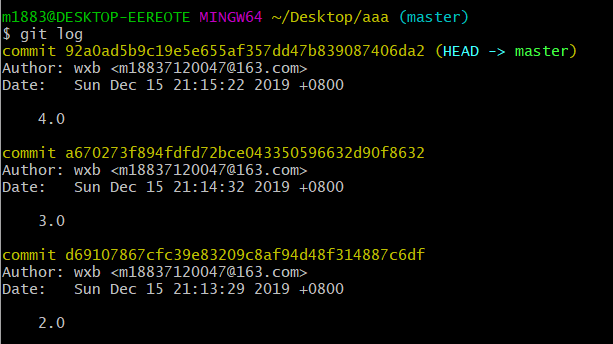 m1883@DESKTOP-EEREOTE MINGW64 ~/Desktop/aaa (master)
$ git log
commit 92a0ad5b9c19e5e655af357dd47b839087406da2 (HEAD -> master)
Author: wxb <m18837120047@163.com>
Date:   Sun Dec 15 21:15:22 2019 +0800
    4.0
commit a670273f894fdfd72bce043350596632d90f8632
Author: wxb <m18837120047@163.com>
Date:   Sun Dec 15 21:14:32 2019 +0800
    3.0
commit d69107867cfc39e83209c8af94d48f314887c6df
Author: wxb <m18837120047@163.com>
Date:   Sun Dec 15 21:13:29 2019 +0800
    2.0